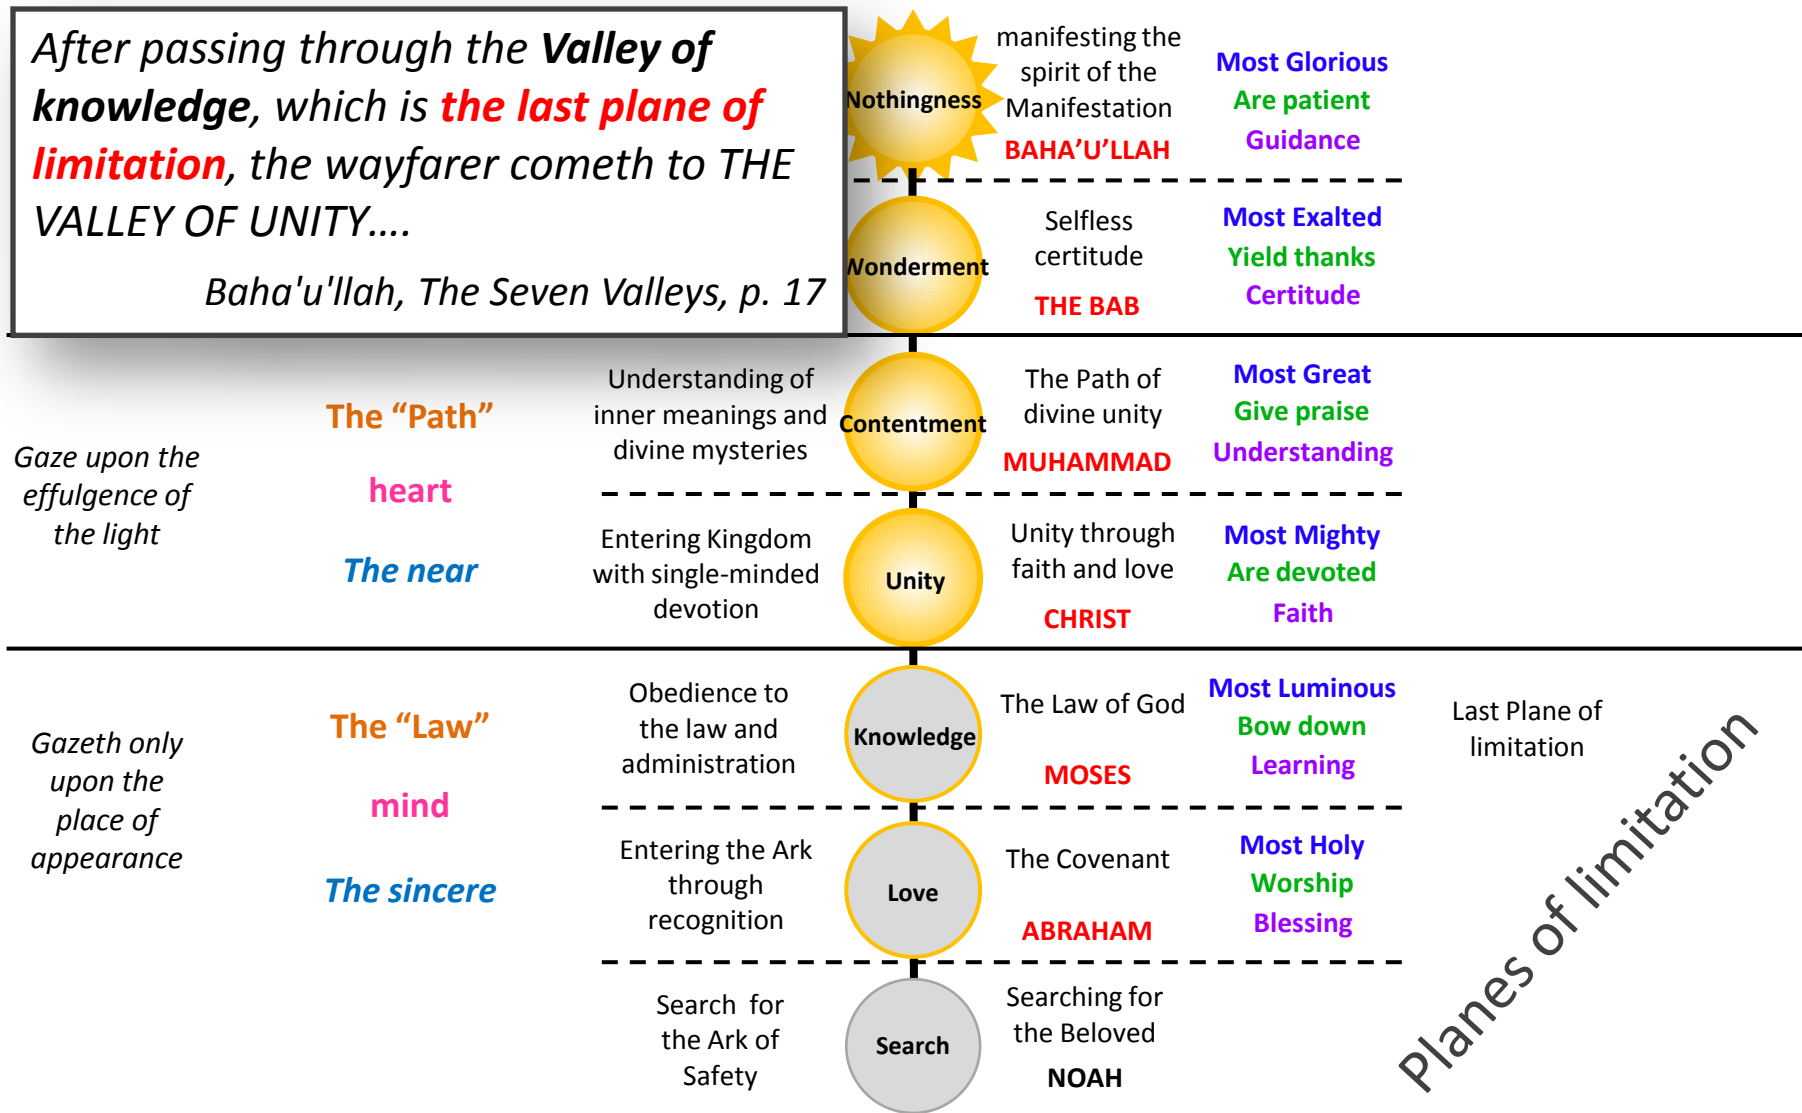 After passing through the Valley of
knowledge, which is the last plane of
limitation, the wayfarer cometh to THE
VALLEY OF UNITY....
Baha'u'llah, The Seven Valleys, p. 17
Nothingness
manifesting the
spirit of the
Manifestation
BAHA’U’LLAH
Most Glorious
Are patient
Guidance
Wonderment
Selfless
certitude
THE BAB
Most Exalted
Yield thanks
Certitude
Gaze upon the
effulgence of
the light
The “Path”
heart
The near
Understanding of
inner meanings and
divine mysteries
Contentment
The Path of
divine unity
MUHAMMAD
Most Great
Give praise
Understanding
Entering Kingdom
with single-minded
devotion
Unity
Unity through
faith and love
CHRIST
Most Mighty
Are devoted
Faith
Gazeth only
upon the
place of
appearance
The “Law”
mind
The sincere
Obedience to
the law and
administration
Knowledge
The Law of God
MOSES
Most Luminous
Bow down
Learning
Last Plane of
limitation
Entering the Ark
through
recognition
Love
The Covenant
ABRAHAM
Most Holy
Worship
Blessing
Search for
the Ark of
Safety
Search
Searching for
the Beloved
NOAH
Planes of limitation